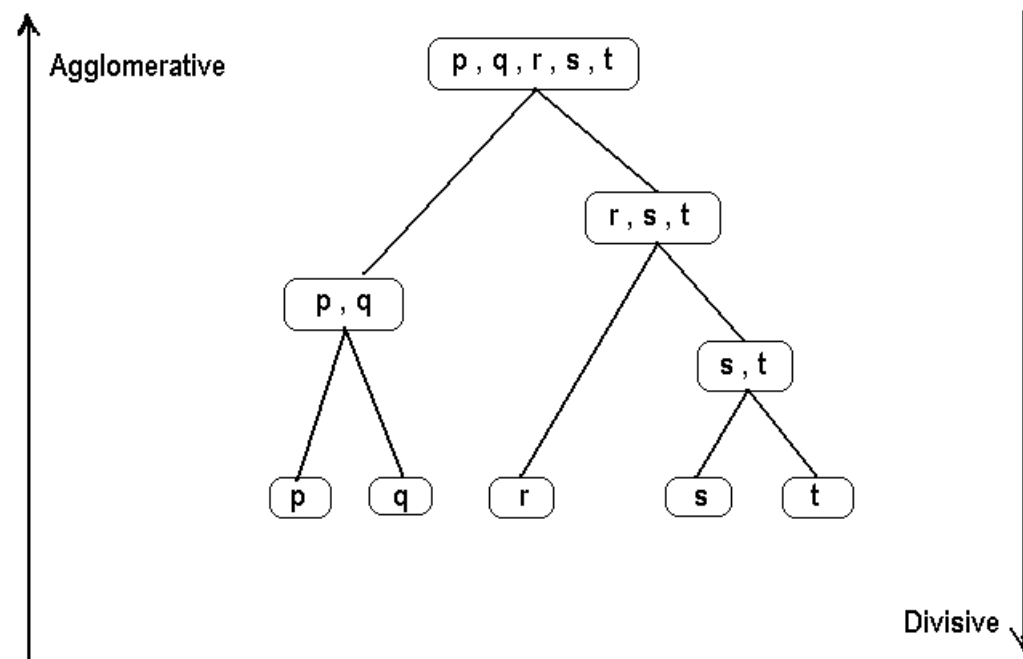 Agglomerative
p , q , r , s , t
r , s , t
p , q
s , t
p
q
r
s
t
Divisive